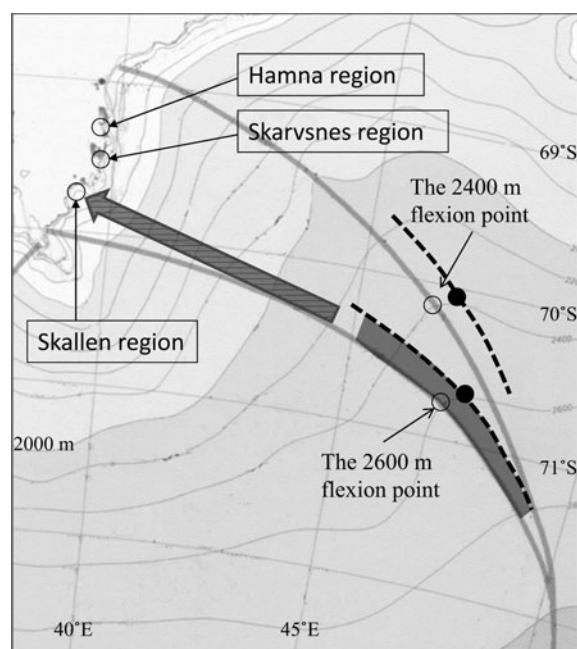 Hamna region
Skarvsnes region
69°S
The 2400 m
flexion point
70°S
2400
Skallen region
2600
2000 m
The 2600 m
flexion point
71°S
40°E
45°E